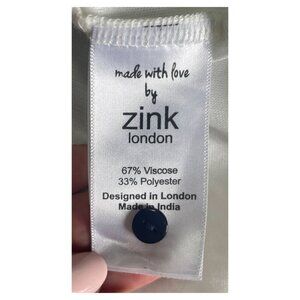 made with love
by
zink
london
67% Viscose
33% Polyester
Designed in London
Made in India